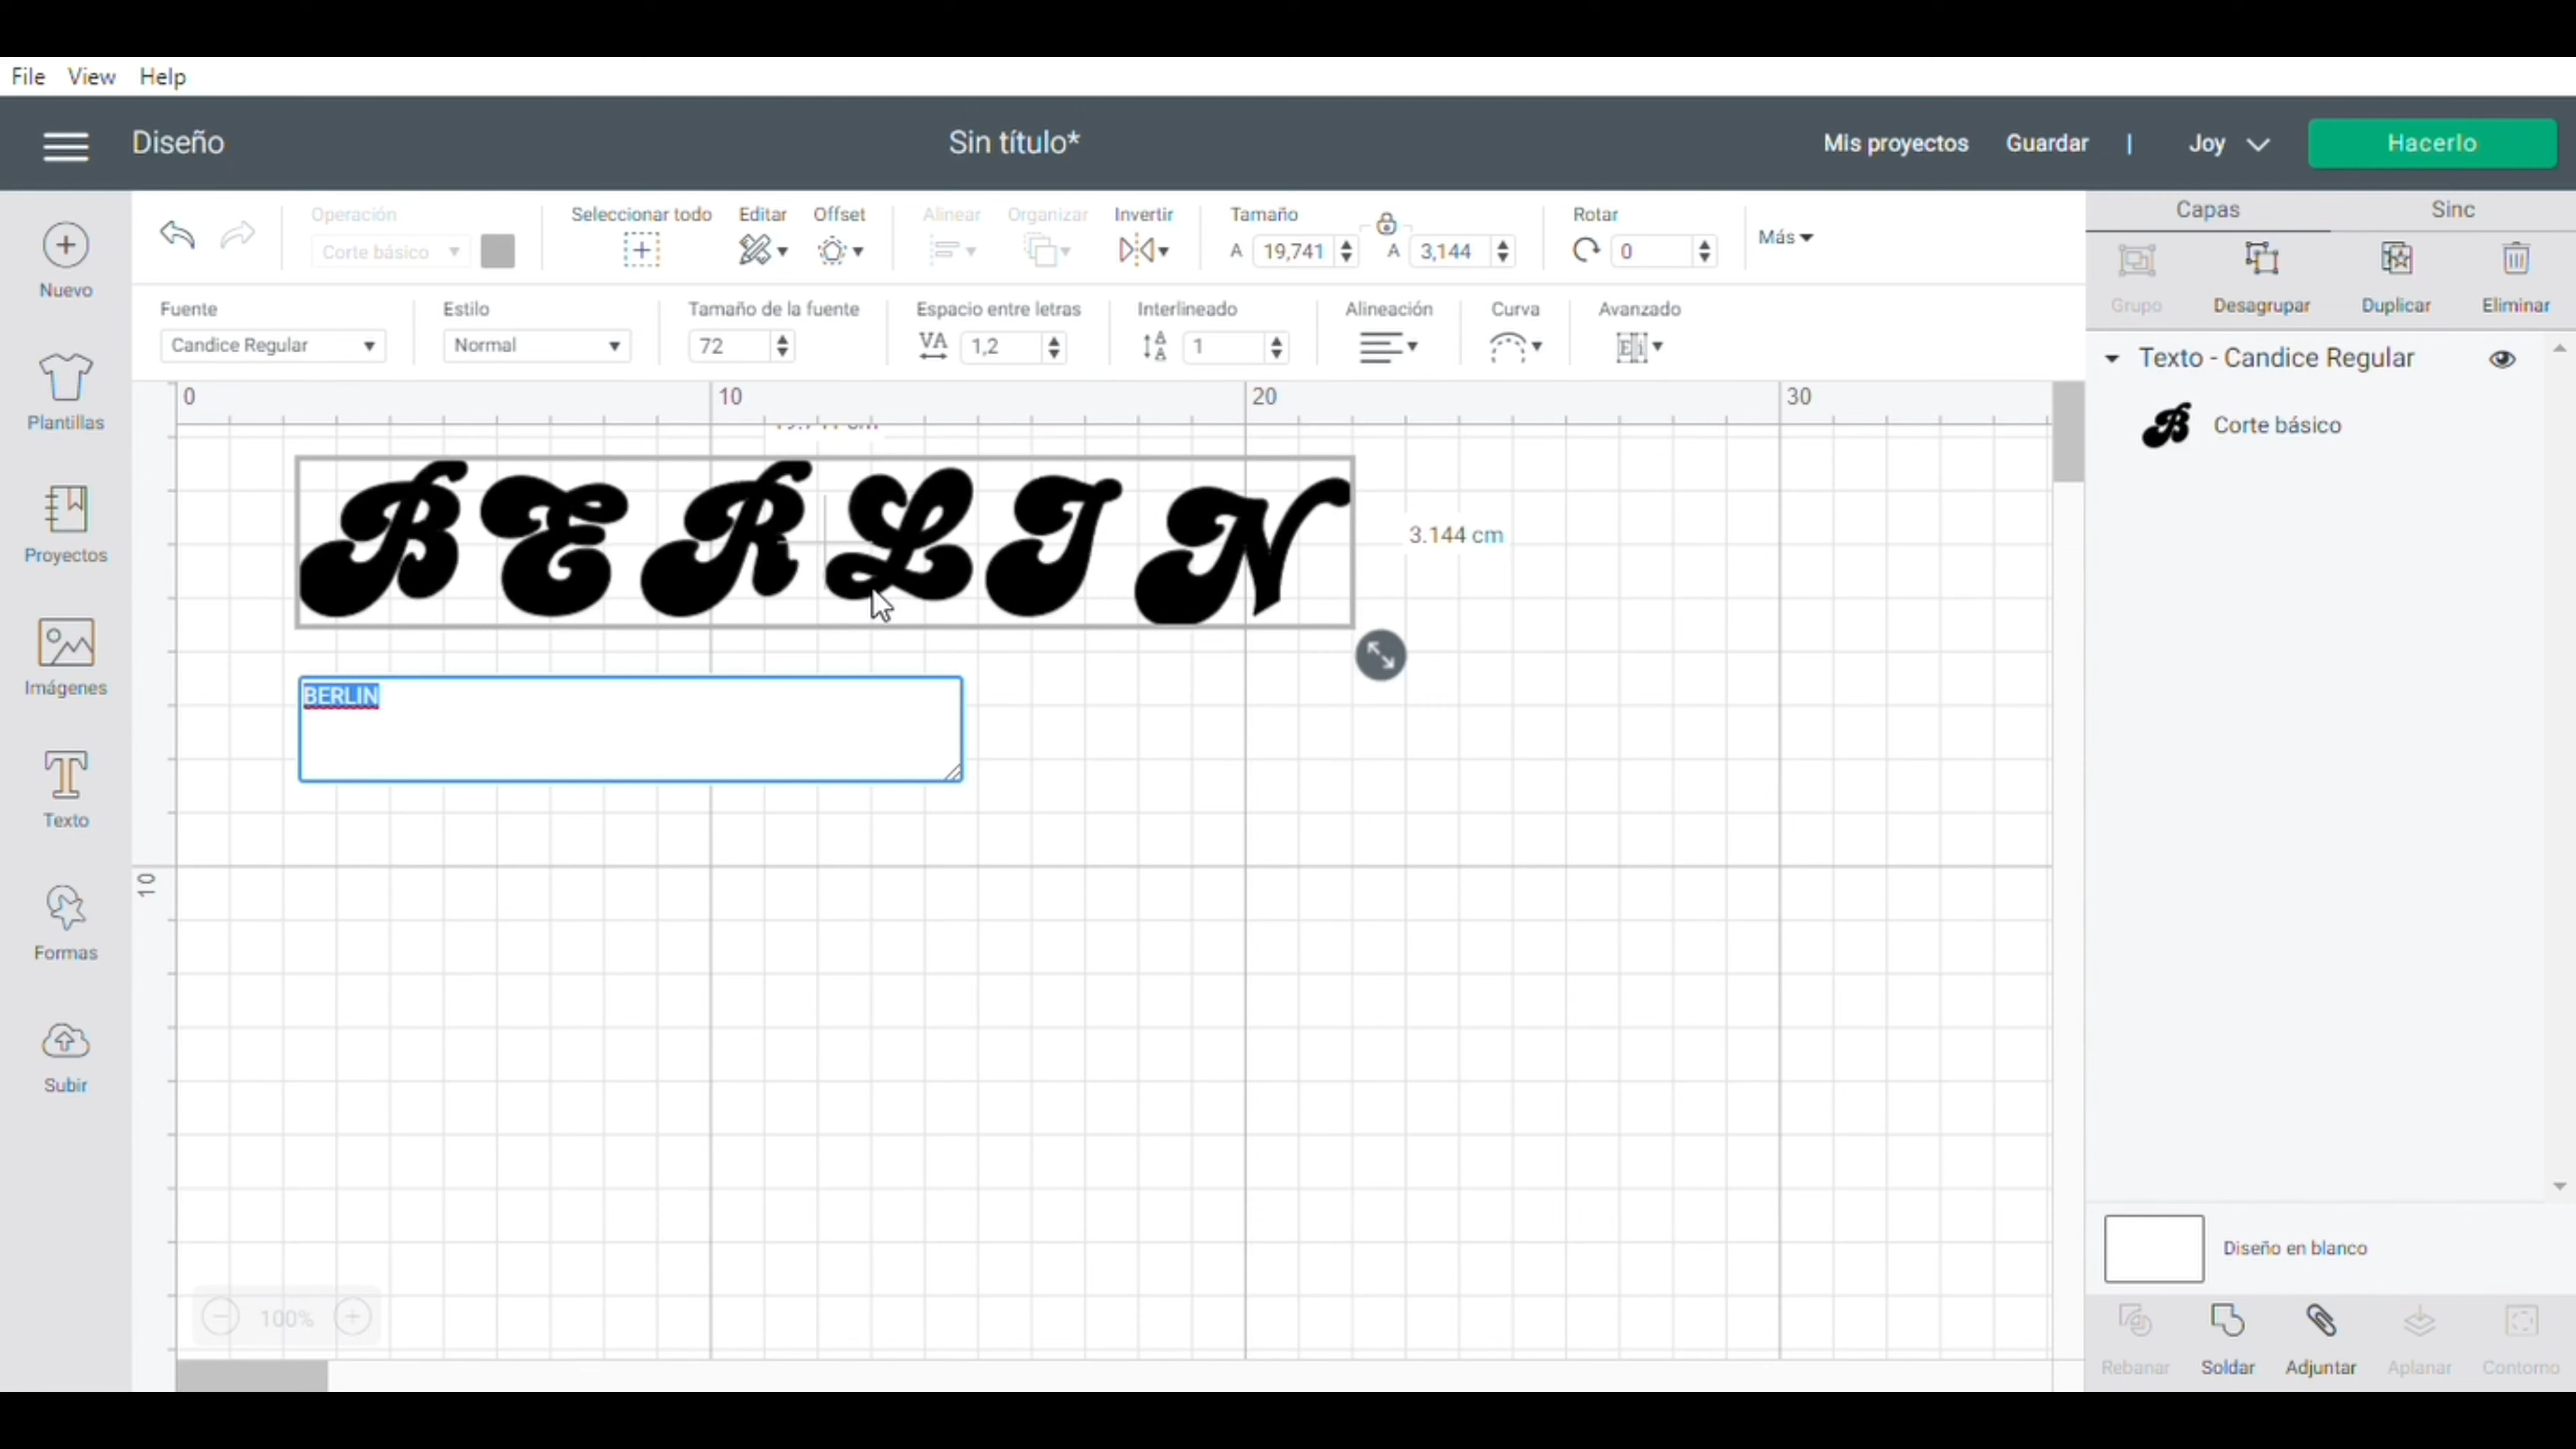 File View Help
Diseño
Sin título*
Mis proyectos Guardar | Joy
Hacerlo
Nuevo
Plantillas
Proyectos
Imágenes
Texto
Formas
Subir
Operación
Corte básico
Seleccionar todo
Editar
Offset
Alinear
Organizar
Invertir
Tamaño
A 19,741
A 3,144
Rotar
0
Más
Fuente
Candice Regular
Estilo
Normal
Tamaño de la fuente
72
Espacio entre letras
VA 1,2
Interlineado
1
Alineación
Curva
Avanzado
0 10 20 30
10
BERLIN
3.144 cm
BERLIN
100%
Capas Sinc
Grupo Desagrupar Duplicar Eliminar
Texto - Candice Regular
B Corte básico
Diseño en blanco
Rebanar Soldar Adjuntar Aplanar Contorno